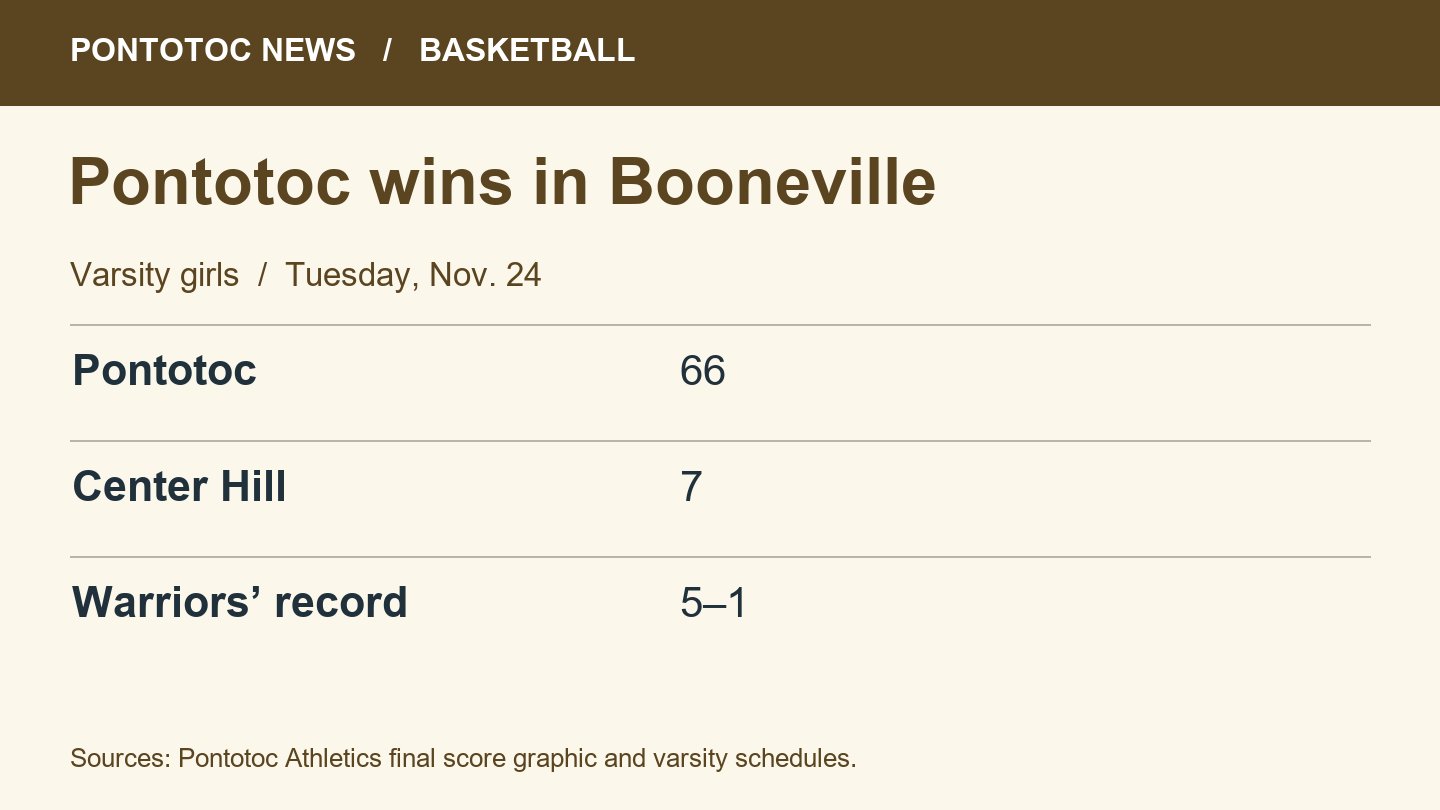 PONTOTOC NEWS / BASKETBALL
Pontotoc wins in Booneville
Varsity girls / Tuesday, Nov. 24
Pontotoc 66
Center Hill 7
Warriors’ record 5–1
Sources: Pontotoc Athletics final score graphic and varsity schedules.